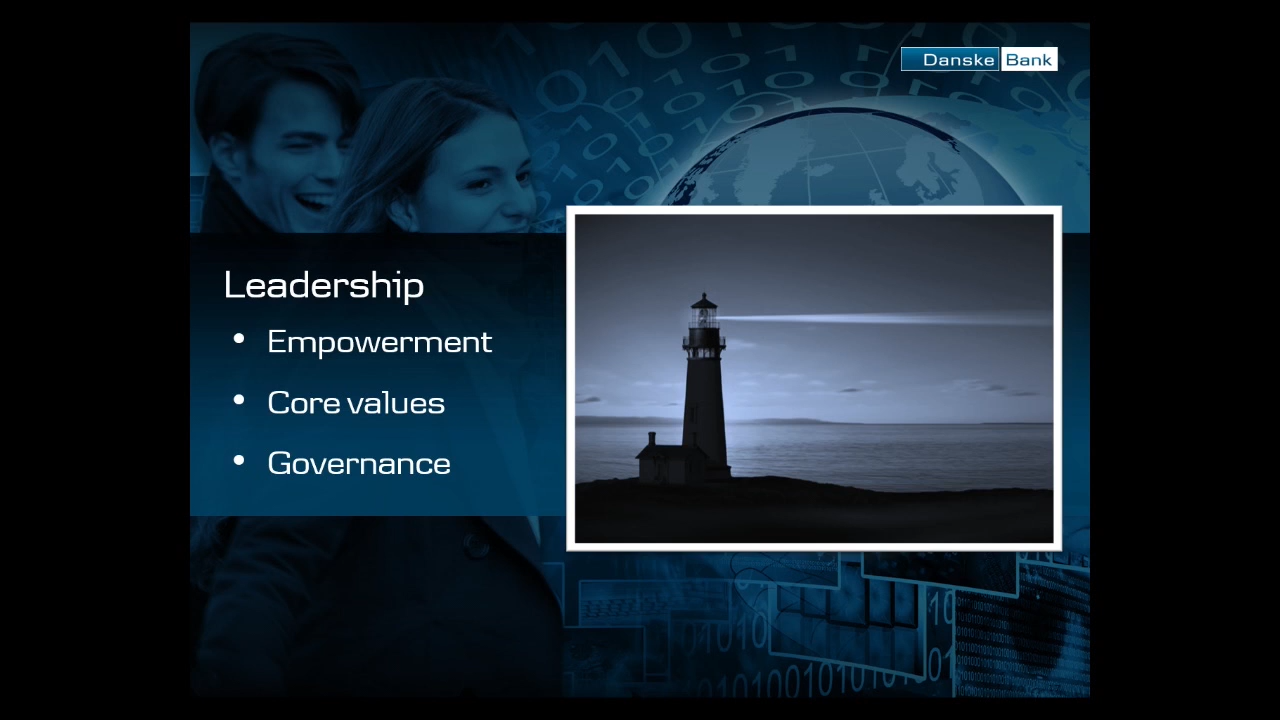 Danske Bank
Leadership
• Empowerment
• Core values
• Governance